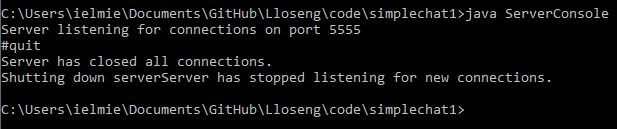 C:\Users\ielmie\Documents\GitHub\Lloseng\code\simplechat1>java ServerConsole
Server listening for connections on port 5555
#quit
Server has closed all connections.
Shutting down serverServer has stopped listening for new connections.
C:\Users\ielmie\Documents\GitHub\Lloseng\code\simplechat1>